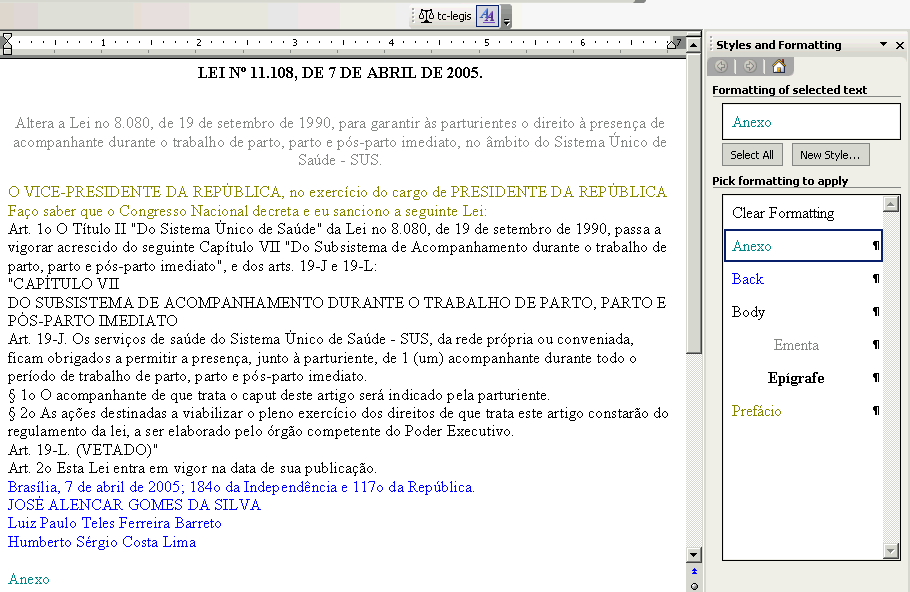 tc-legis
1 2 3 4 5 6 7
LEI Nº 11.108, DE 7 DE ABRIL DE 2005.
Altera a Lei no 8.080, de 19 de setembro de 1990, para garantir às parturientes o direito à presença de
acompanhante durante o trabalho de parto, parto e pós-parto imediato, no âmbito do Sistema Único de
Saúde - SUS.
O VICE-PRESIDENTE DA REPÚBLICA, no exercício do cargo de PRESIDENTE DA REPÚBLICA
Faço saber que o Congresso Nacional decreta e eu sanciono a seguinte Lei:
Art. 1o O Título II "Do Sistema Único de Saúde" da Lei no 8.080, de 19 de setembro de 1990, passa a
vigorar acrescido do seguinte Capítulo VII "Do Subsistema de Acompanhamento durante o trabalho de
parto, parto e pós-parto imediato", e dos arts. 19-J e 19-L:
"CAPÍTULO VII
DO SUBSISTEMA DE ACOMPANHAMENTO DURANTE O TRABALHO DE PARTO, PARTO E
PÓS-PARTO IMEDIATO
Art. 19-J. Os serviços de saúde do Sistema Único de Saúde - SUS, da rede própria ou conveniada,
ficam obrigados a permitir a presença, junto à parturiente, de 1 (um) acompanhante durante todo o
período de trabalho de parto, parto e pós-parto imediato.
§ 1o O acompanhante de que trata o caput deste artigo será indicado pela parturiente.
§ 2o As ações destinadas a viabilizar o pleno exercício dos direitos de que trata este artigo constarão do
regulamento da lei, a ser elaborado pelo órgão competente do Poder Executivo.
Art. 19-L. (VETADO)"
Art. 2o Esta Lei entra em vigor na data de sua publicação.
Brasília, 7 de abril de 2005; 184o da Independência e 117o da República.
JOSÉ ALENCAR GOMES DA SILVA
Luiz Paulo Teles Ferreira Barreto
Humberto Sérgio Costa Lima
Anexo
Styles and Formatting
Formatting of selected text
Anexo
Select All New Style...
Pick formatting to apply
Clear Formatting
Anexo ¶
Back ¶
Body ¶
Ementa ¶
Epígrafe ¶
Prefácio ¶